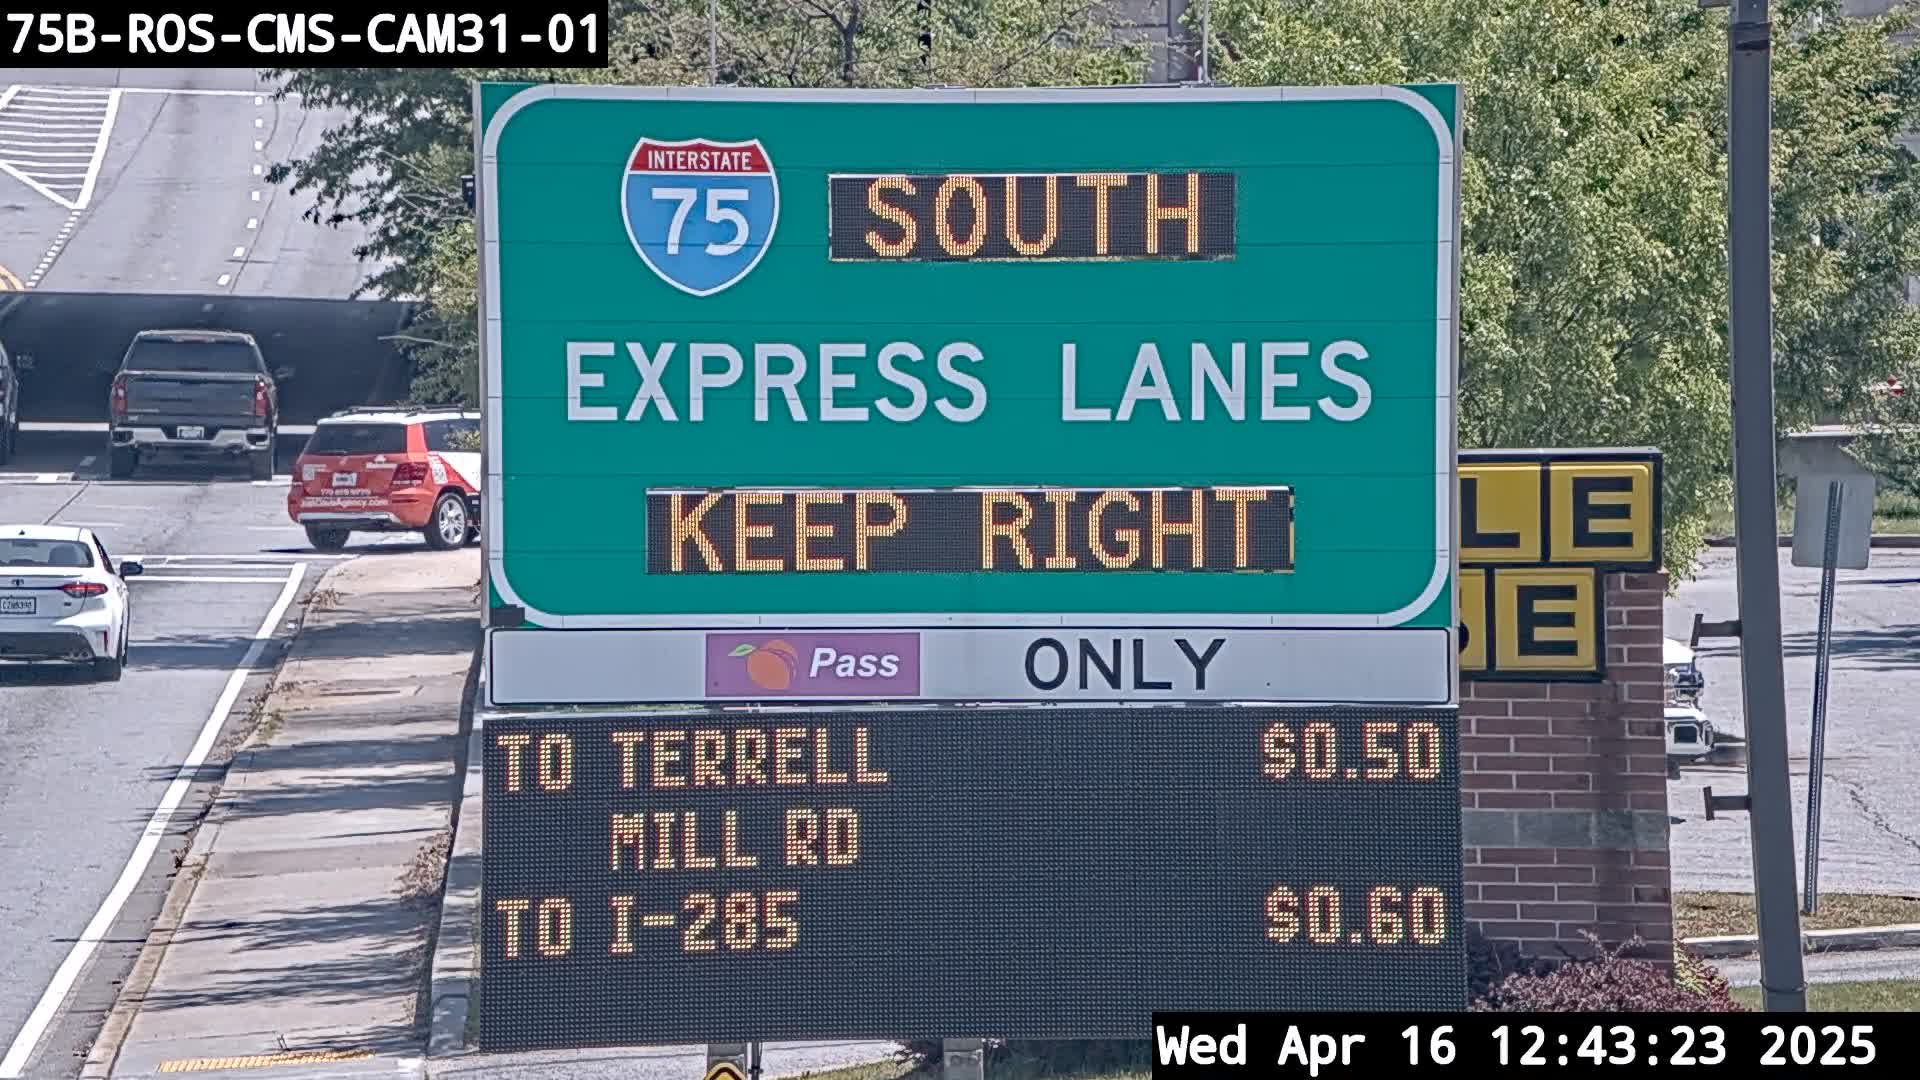 75B-ROS-CMS-CAM31-01
INTERSTATE
75
SOUTH
EXPRESS LANES
KEEP RIGHT
Pass ONLY
TO TERRELL $0.50
MILL RD
TO I-285 $0.60
LE
E
Wed Apr 16 12:43:23 2025